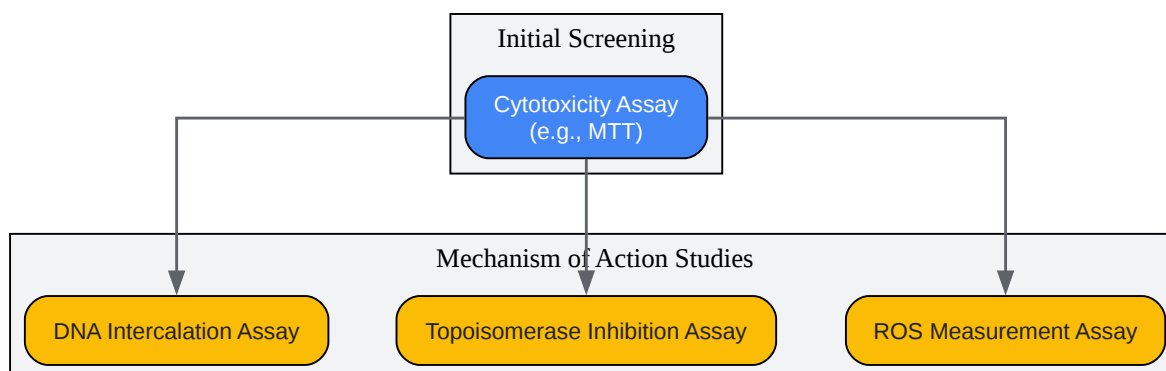 Initial Screening
Cytotoxicity Assay
(e.g., MTT)
Mechanism of Action Studies
DNA Intercalation Assay
Topoisomerase Inhibition Assay
ROS Measurement Assay